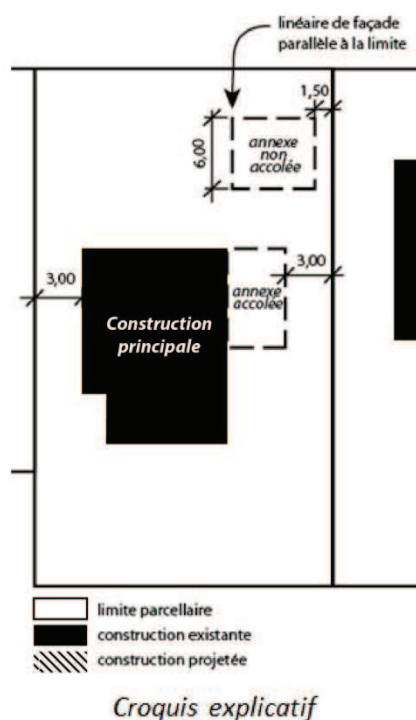 linéaire de façade
parallèle à la limite
1,50
6,00
annexe
non
accolée
3,00
3,00
annexe
accolée
Construction
principale
limite parcellaire
construction existante
construction projetée
Croquis explicatif